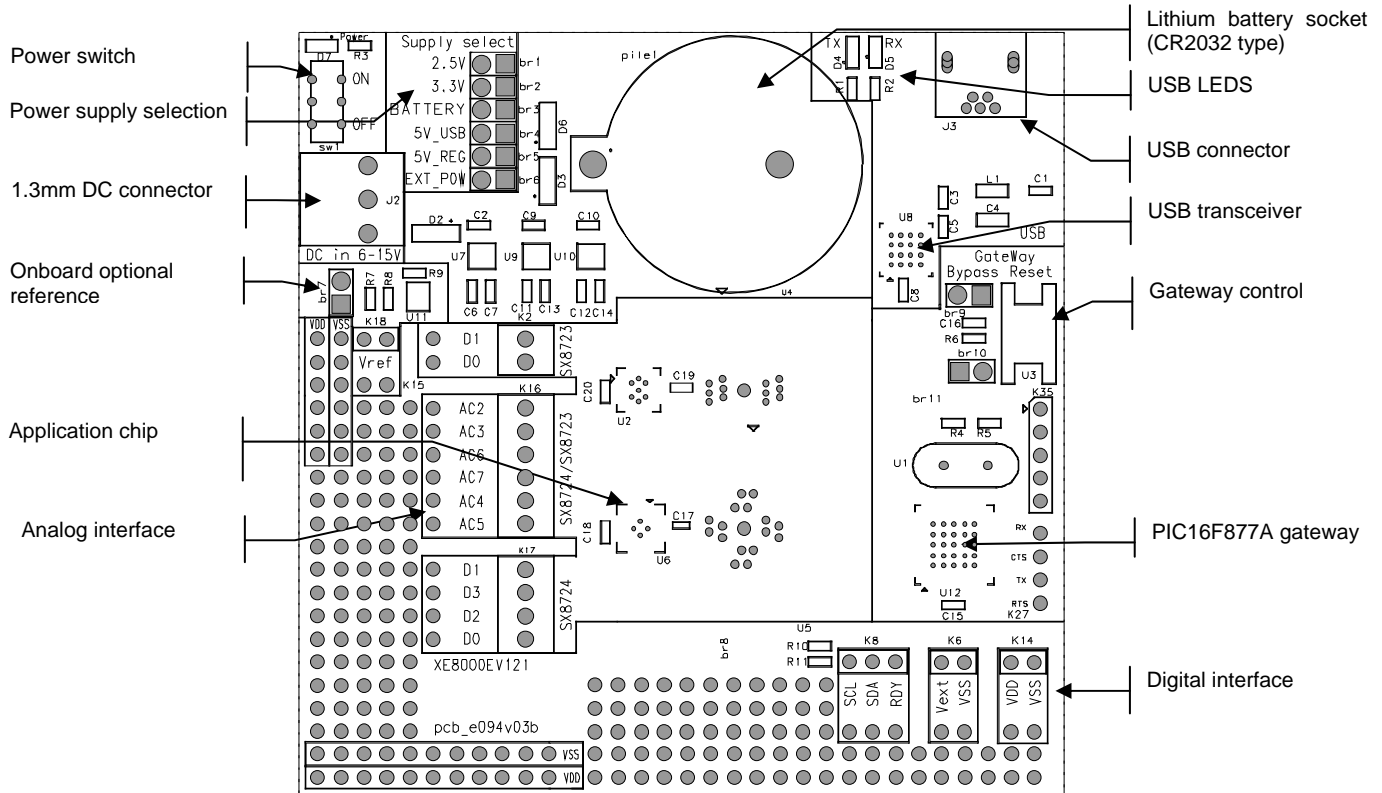 Power switch
Power supply selection
1.3mm DC connector
Onboard optional
reference
Application chip
Analog interface
Lithium battery socket
(CR2032 type)
USB LEDS
USB connector
USB transceiver
Gateway control
PIC16F877A gateway
Digital interface
Power
D7
R3
ON
OFF
sw1
Supply select
2.5V br1
3.3V br2
BATTERY br3
5V_USB br4
5V_REG br5
EXT_POW br6
D6
D3
pile1
TX RX
D4 D5
R1 R2
J3
J2
DC in 6-15V
D2
C2 C9 C10
U7 U9 U10
C6 C7 C11 C13 C12 C14
U4
C3 L1 C1
C5 C4
U8
USB
C8
GateWay
Bypass Reset
br9
C16
R6
br10
U3
br7
R7 R8 R9
U11
VDD VSS
K18
Vref
K15
K2
D1
D0
SX8723
K16
AC2
AC3
AC6
AC7
AC4
AC5
SX8724/SX8723
K17
D1
D3
D2
D0
SX8724
XE8000EV121
C20
U2
C19
C18
U6
C17
br11
K35
R4 R5
U1
RX
CTS
TX
RTS
K27
U12
C15
br8
U5
R10
R11
K8 K6 K14
SCL SDA RDY
Vext VSS
VDD VSS
pcb_e094v03b
VSS
VDD